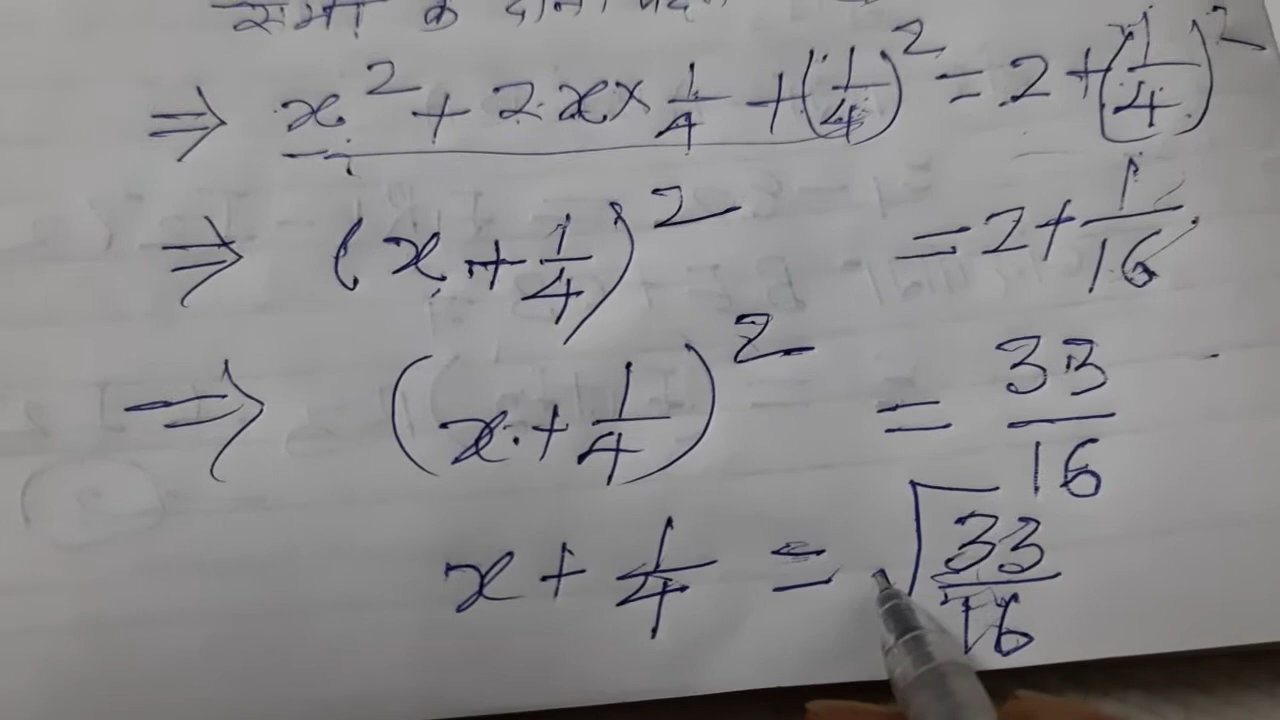 के
⇒ x² + 2x × 1/4 + (1/4)² = 2 + (1/4)²
⇒ (x + 1/4)² = 2 + 1/16
⇒ (x + 1/4)² = 33/16
x + 1/4 = √(33/16)